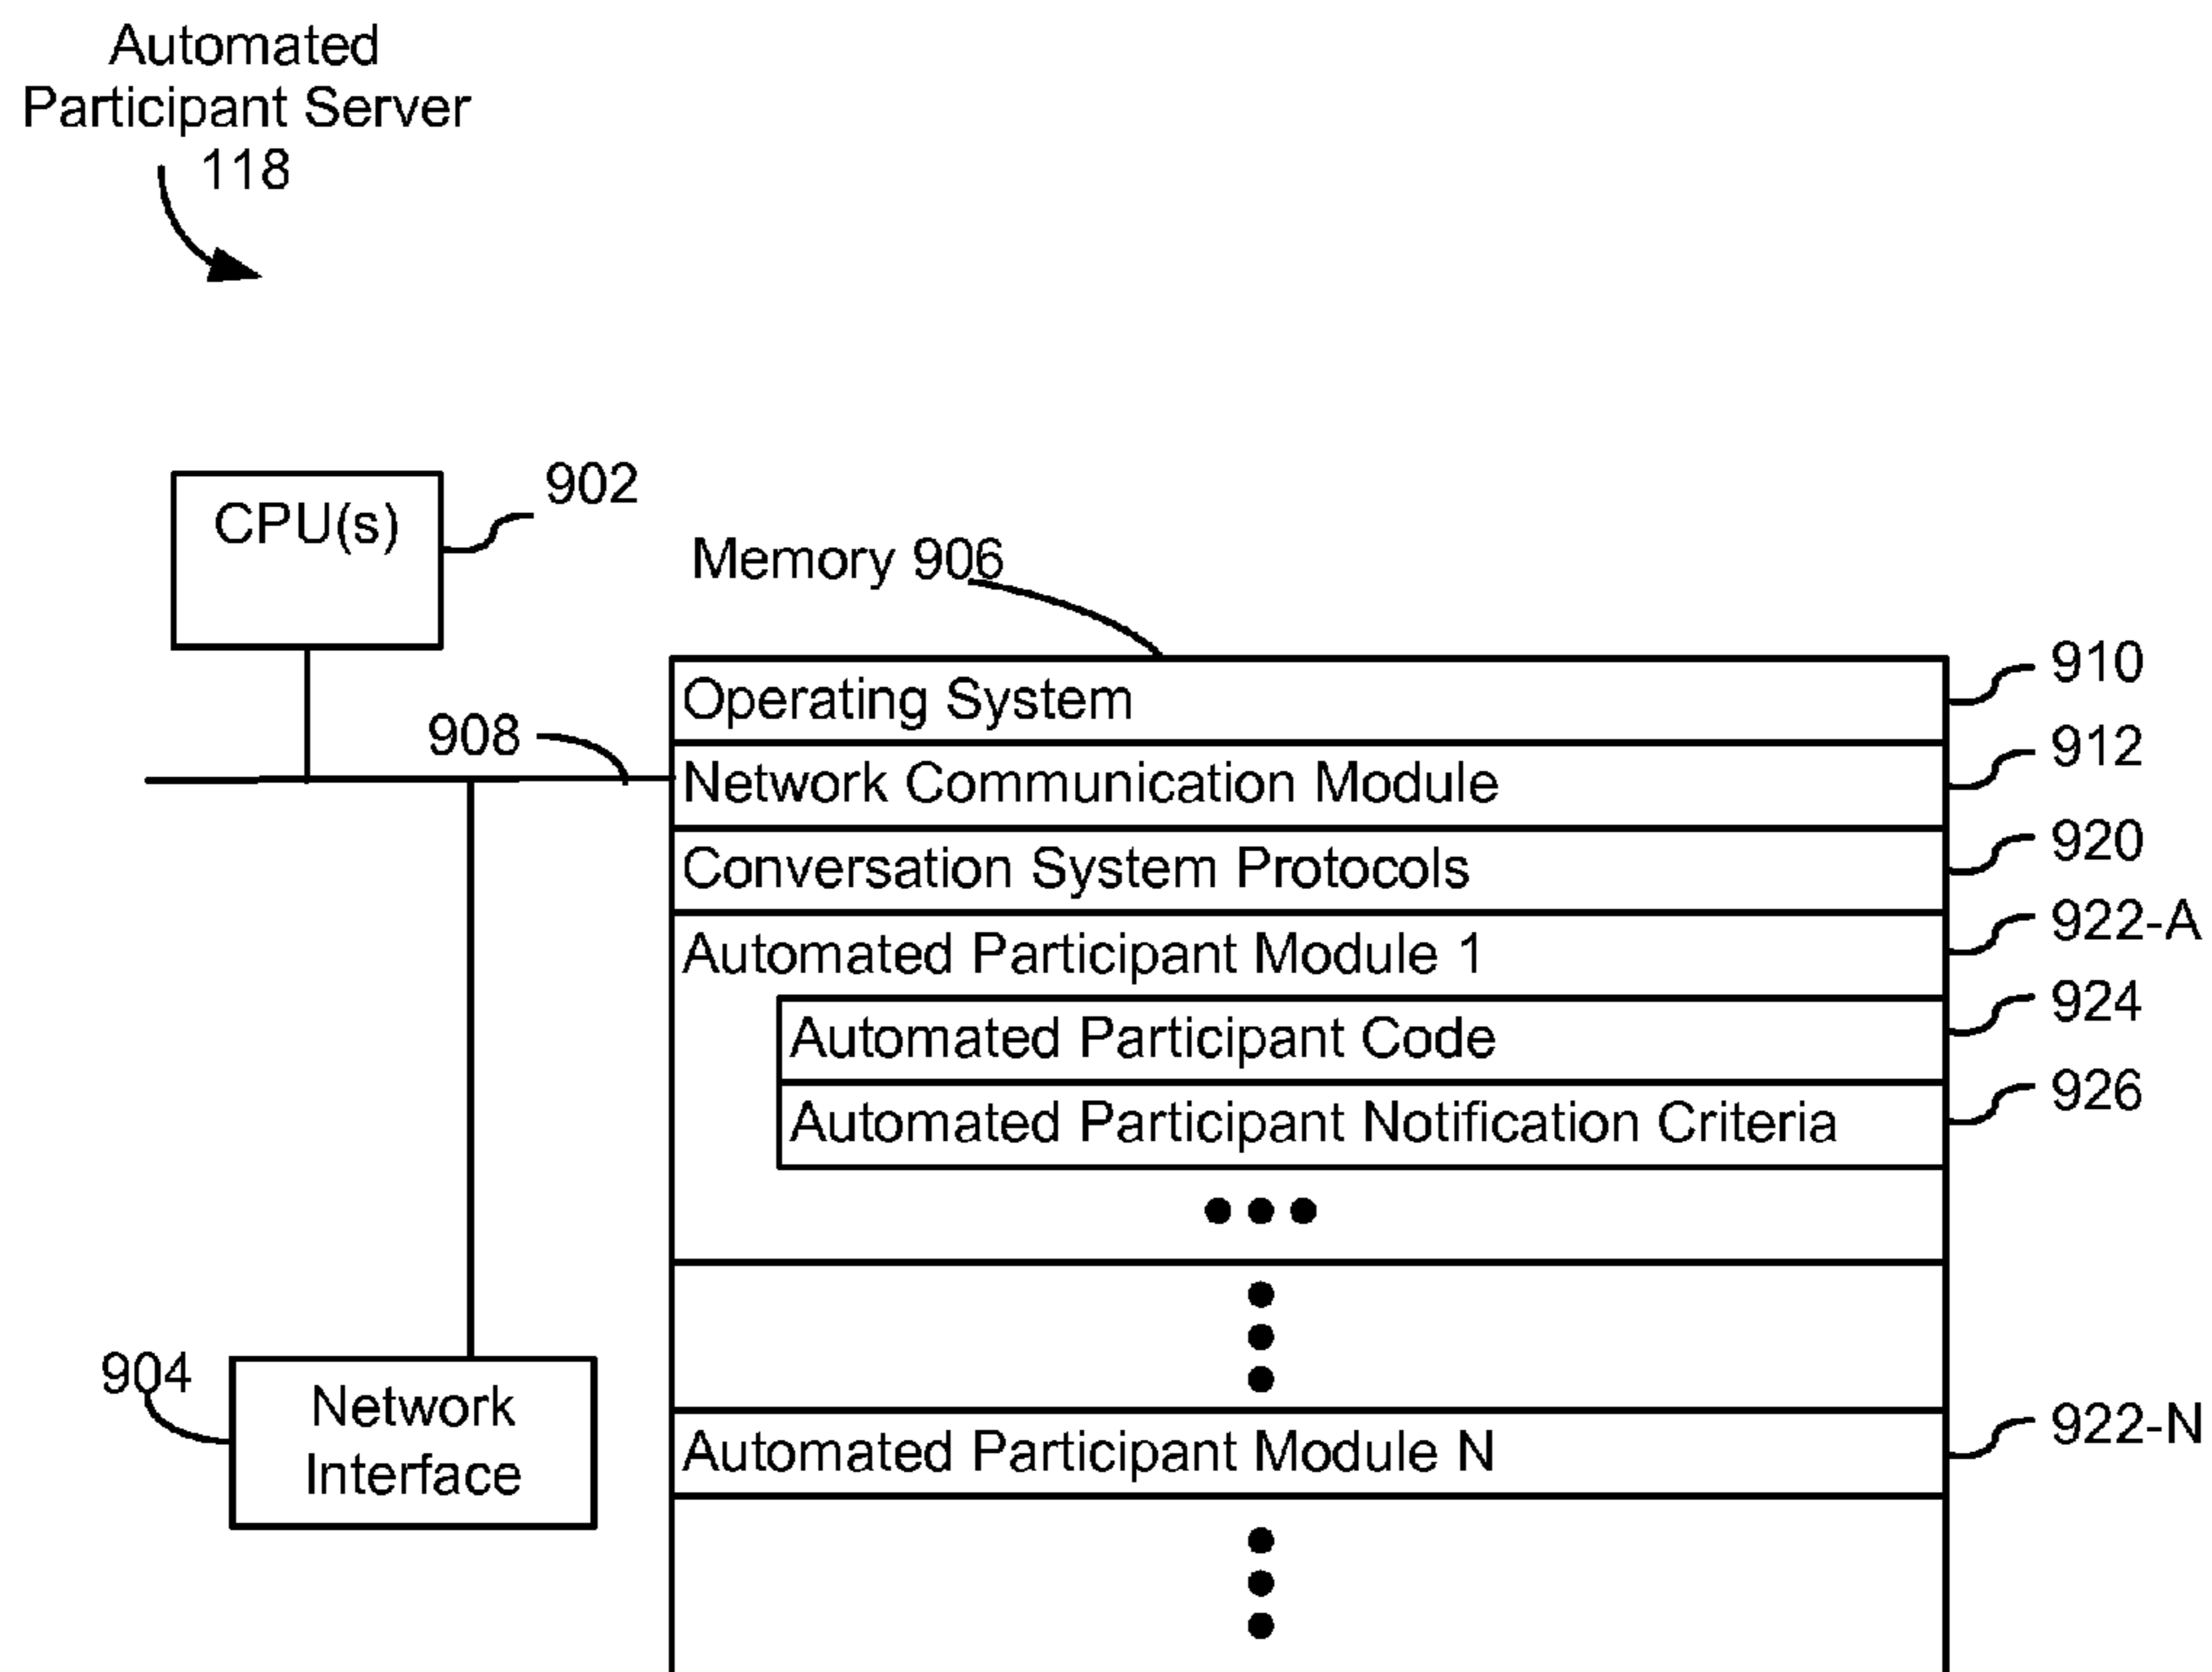 Automated
Participant Server
118
CPU(s)
902
Memory 906
908
Operating System
910
Network Communication Module
912
Conversation System Protocols
920
Automated Participant Module 1
922-A
Automated Participant Code
924
Automated Participant Notification Criteria
926
904
Network
Interface
Automated Participant Module N
922-N